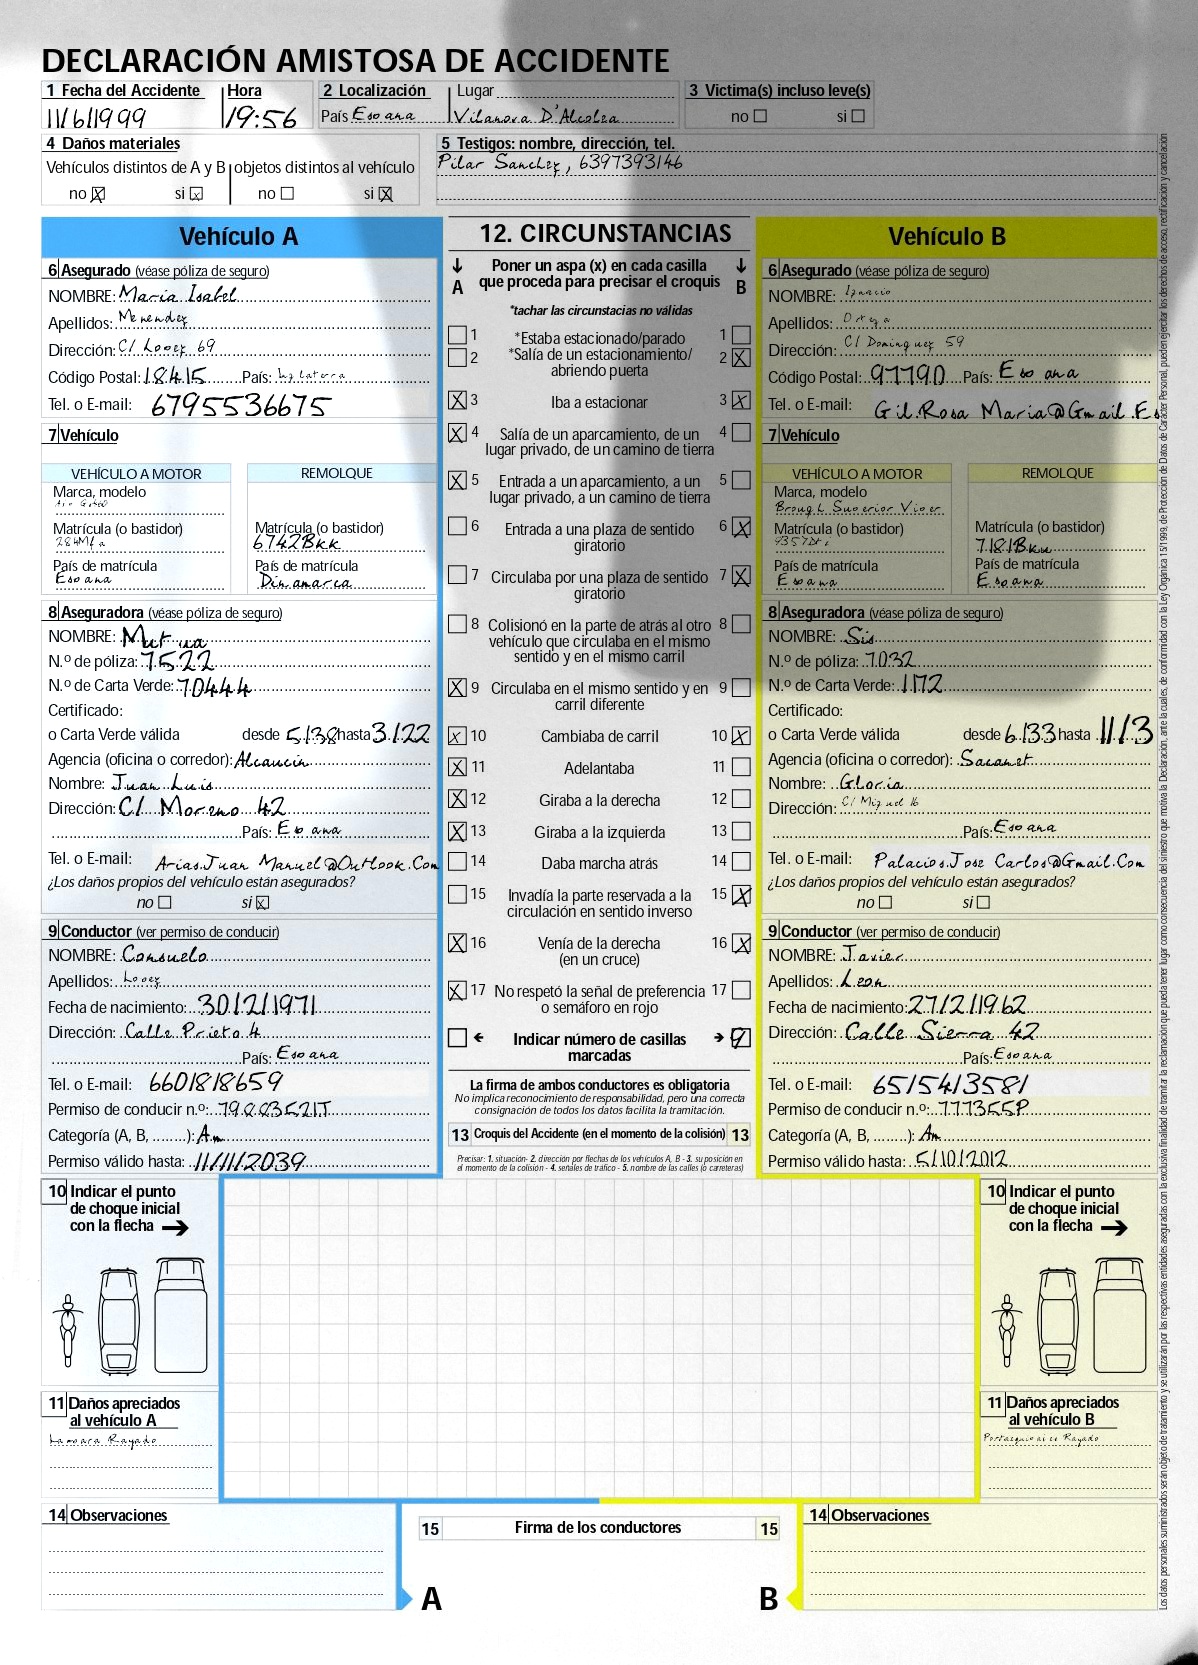 DECLARACIÓN AMISTOSA DE ACCIDENTE
1 Fecha del Accidente Hora 2 Localización Lugar 3 Victima(s) incluso leve(s)
11/6/1999 19:56 País Espana Vilanova D'Alcolea no si
4 Daños materiales 5 Testigos: nombre, dirección, tel.
Vehículos distintos de A y B objetos distintos al vehículo Pilar Sanchez, 6397393146
no X si no si X
Vehículo A
6 Asegurado (véase póliza de seguro)
NOMBRE: Maria Isabel
Apellidos: Menendez
Dirección: C/ Lopez 69
Código Postal: 18415 País: Inglaterra
Tel. o E-mail: 6795536675
7 Vehículo
VEHÍCULO A MOTOR REMOLQUE
Marca, modelo
Matrícula (o bastidor) Matrícula (o bastidor)
6742Bkk
País de matrícula País de matrícula
Espana Dinamarca
8 Aseguradora (véase póliza de seguro)
NOMBRE: Mutua
N.º de póliza: 7522
N.º de Carta Verde: 70444
Certificado:
o Carta Verde válida desde 5/38 hasta 3/22
Agencia (oficina o corredor): Alcaucin
Nombre: Juan Luis
Dirección: C/ Moreno 42
País: Espana
Tel. o E-mail: Arias.Juan Manuel@Outlook.Com
¿Los daños propios del vehículo están asegurados?
no si X
9 Conductor (ver permiso de conducir)
NOMBRE: Consuelo
Apellidos: Lopez
Fecha de nacimiento: 30/2/1971
Dirección: Calle Prieto 4
País: Espana
Tel. o E-mail: 6601818659
Permiso de conducir n.º: 79883521T
Categoría (A, B, ........): Am
Permiso válido hasta: 11/11/2039
12. CIRCUNSTANCIAS
A Poner un aspa (x) en cada casilla B
que proceda para precisar el croquis
*tachar las circunstacias no válidas
1 *Estaba estacionado/parado 1
2 *Salía de un estacionamiento/ 2 X
abriendo puerta
X 3 Iba a estacionar 3 X
X 4 Salía de un aparcamiento, de un 4
lugar privado, de un camino de tierra
X 5 Entrada a un aparcamiento, a un 5
lugar privado, a un camino de tierra
6 Entrada a una plaza de sentido 6 X
giratorio
7 Circulaba por una plaza de sentido 7 X
giratorio
8 Colisionó en la parte de atrás al otro 8
vehículo que circulaba en el mismo
sentido y en el mismo carril
X 9 Circulaba en el mismo sentido y en 9
carril diferente
X 10 Cambiaba de carril 10 X
X 11 Adelantaba 11
X 12 Giraba a la derecha 12
X 13 Giraba a la izquierda 13
14 Daba marcha atrás 14
15 Invadía la parte reservada a la 15 X
circulación en sentido inverso
X 16 Venía de la derecha 16 X
(en un cruce)
X 17 No respetó la señal de preferencia 17
o semáforo en rojo
Indicar número de casillas 9
marcadas
La firma de ambos conductores es obligatoria
No implica reconocimiento de responsabilidad, pero una correcta
consignación de todos los datos facilita la tramitación.
13 Croquis del Accidente (en el momento de la colisión) 13
Precisar: 1. situación- 2. dirección por flechas de los vehículos A, B - 3. su posición en
el momento de la colisión - 4. señales de tráfico - 5. nombre de las calles (o carreteras)
Vehículo B
6 Asegurado (véase póliza de seguro)
NOMBRE: Ignacio
Apellidos: Ortega
Dirección: C/ Dominguez 59
Código Postal: 97790 País: Espana
Tel. o E-mail: Gil.Rosa Maria@Gmail.Es
7 Vehículo
VEHÍCULO A MOTOR REMOLQUE
Marca, modelo
Brough Superior Viper
Matrícula (o bastidor) Matrícula (o bastidor)
7181Bku
País de matrícula País de matrícula
Espana Espana
8 Aseguradora (véase póliza de seguro)
NOMBRE: Sis
N.º de póliza: 7032
N.º de Carta Verde: 1172
Certificado:
o Carta Verde válida desde 6/33 hasta 11/3
Agencia (oficina o corredor): Sacanet
Nombre: Gloria
Dirección: C/ Miguel 16
País: Espana
Tel. o E-mail: Palacios.Jose Carlos@Gmail.Com
¿Los daños propios del vehículo están asegurados?
no si
9 Conductor (ver permiso de conducir)
NOMBRE: Javier
Apellidos: Leon
Fecha de nacimiento: 27/2/1962
Dirección: Calle Sierra 42
País: Espana
Tel. o E-mail: 6515413581
Permiso de conducir n.º: 777355P
Categoría (A, B, ........): Am
Permiso válido hasta: 5/10/2012
10 Indicar el punto
de choque inicial
con la flecha
11 Daños apreciados
al vehículo A
Lampara Rayado
10 Indicar el punto
de choque inicial
con la flecha
11 Daños apreciados
al vehículo B
Portaequipajes Rayado
14 Observaciones
15 Firma de los conductores 15
A B
14 Observaciones
Los datos personales suministrados serán objeto de tratamiento y se utilizarán por las respectivas entidades aseguradas con la exclusiva finalidad de tramitar la reclamación que pueda tener lugar como consecuencia del siniestro que motiva la Declaración, ante la cuales, de conformidad con la Ley Orgánica 15/1999, de Protección de Datos de Carácter Personal, pueden ejercitar los derechos de acceso, rectificación y cancelación